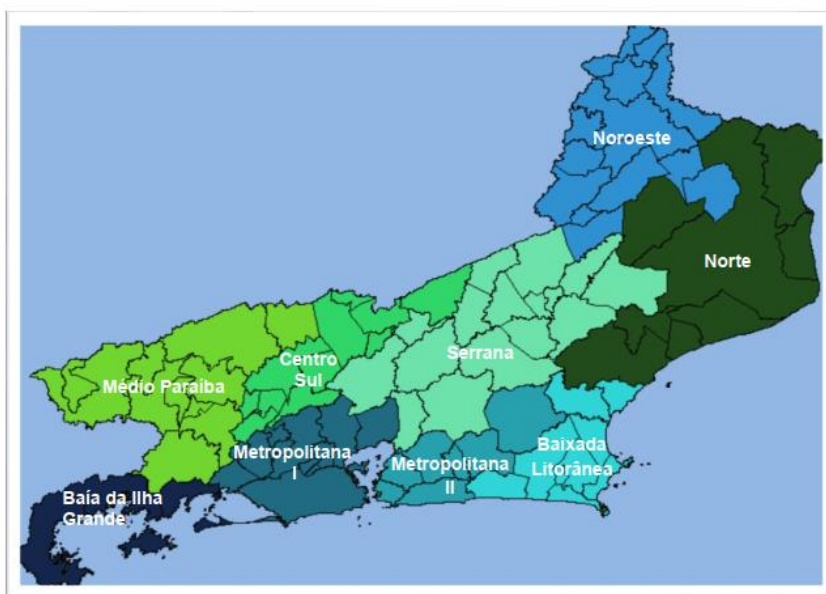 Noroeste
Norte
Serrana
Centro
Sul
Médio Paraíba
Baixada
Litorânea
Metropolitana
I
Metropolitana
II
Baía da Ilha
Grande